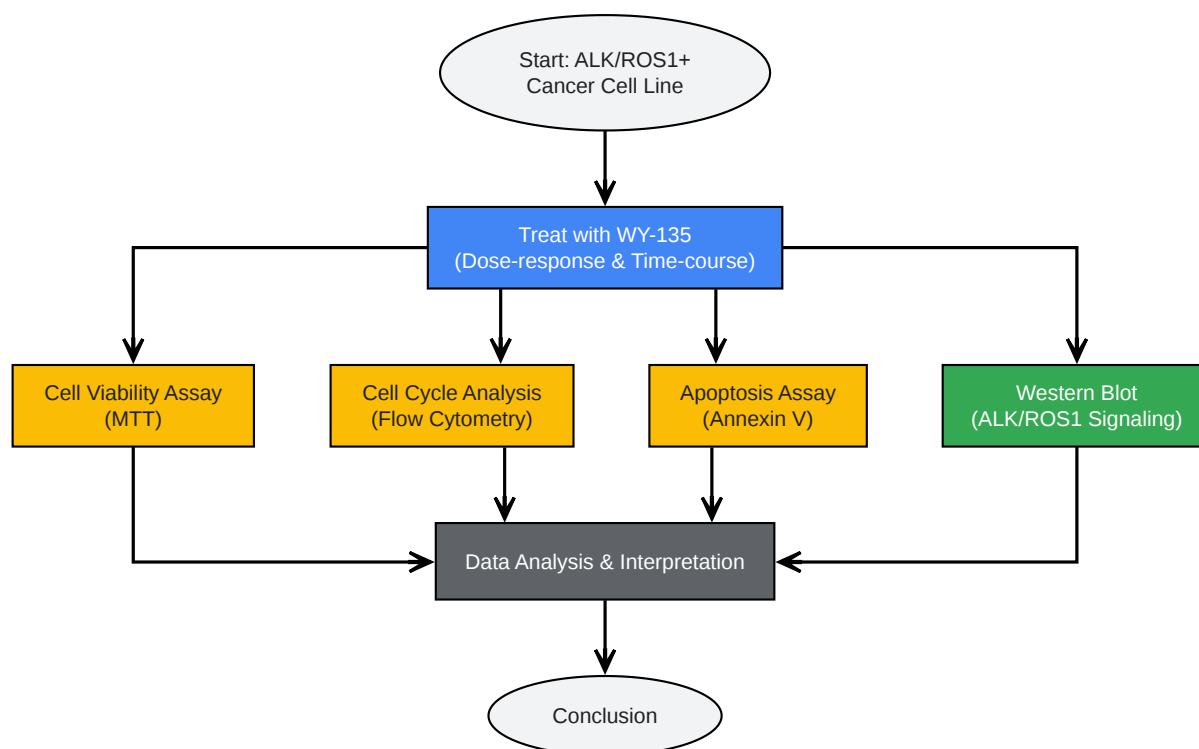 Start: ALK/ROS1+
Cancer Cell Line
Treat with WY-135
(Dose-response & Time-course)
Cell Viability Assay
(MTT)
Cell Cycle Analysis
(Flow Cytometry)
Apoptosis Assay
(Annexin V)
Western Blot
(ALK/ROS1 Signaling)
Data Analysis & Interpretation
Conclusion